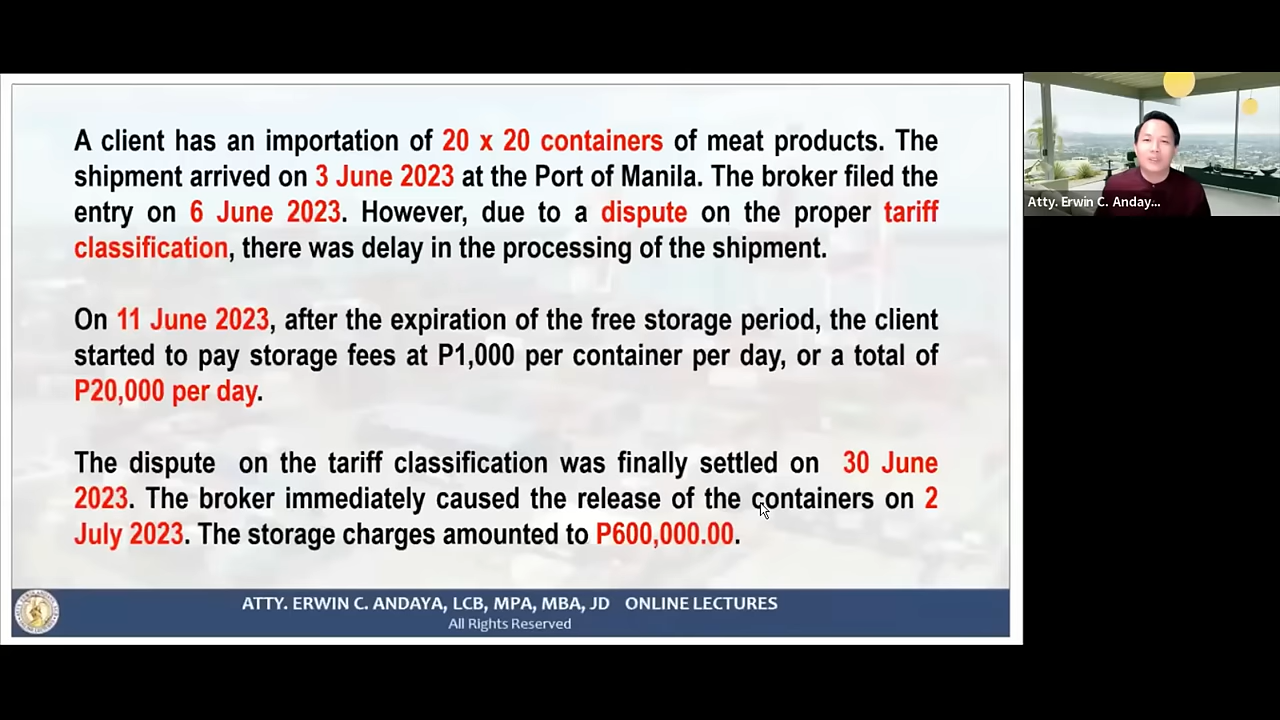 A client has an importation of 20 x 20 containers of meat products. The
shipment arrived on 3 June 2023 at the Port of Manila. The broker filed the
entry on 6 June 2023. However, due to a dispute on the proper tariff
classification, there was delay in the processing of the shipment.
On 11 June 2023, after the expiration of the free storage period, the client
started to pay storage fees at P1,000 per container per day, or a total of
P20,000 per day.
The dispute on the tariff classification was finally settled on 30 June
2023. The broker immediately caused the release of the containers on 2
July 2023. The storage charges amounted to P600,000.00.
ATTY. ERWIN C. ANDAYA, LCB, MPA, MBA, JD ONLINE LECTURES
All Rights Reserved
Atty. Erwin C. Anday...